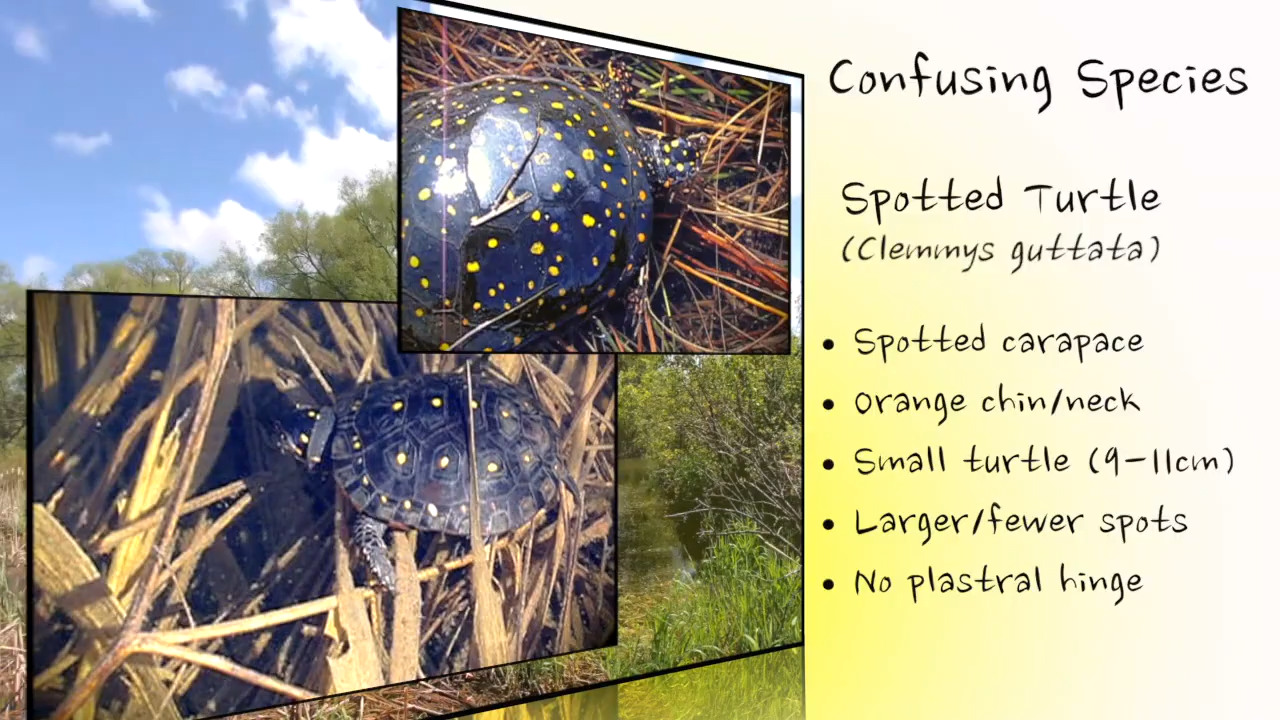 Confusing Species
Spotted Turtle
(Clemmys guttata)
• Spotted carapace
• Orange chin/neck
• Small turtle (9-11cm)
• Larger/fewer spots
• No plastral hinge